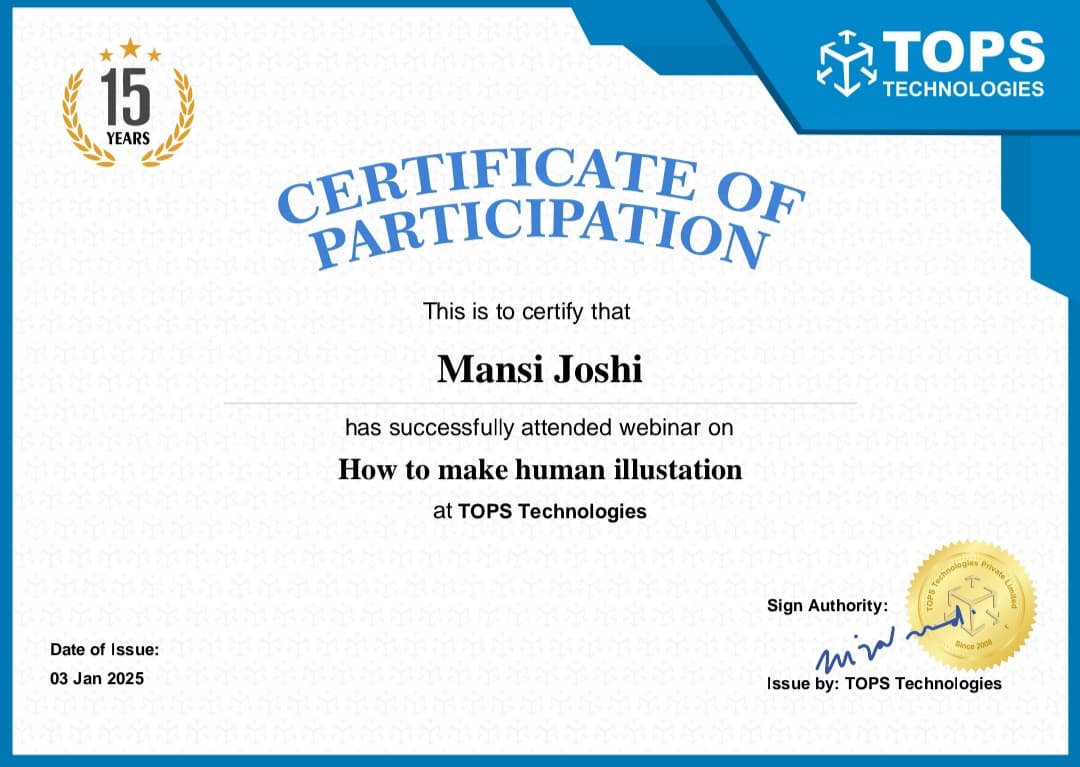 15
YEARS
TOPS
TECHNOLOGIES
CERTIFICATE OF
PARTICIPATION
This is to certify that
Mansi Joshi
has successfully attended webinar on
How to make human illustation
at TOPS Technologies
Date of Issue:
03 Jan 2025
Sign Authority:
TOPS Technologies Private Limited
Since 2008
Issue by: TOPS Technologies